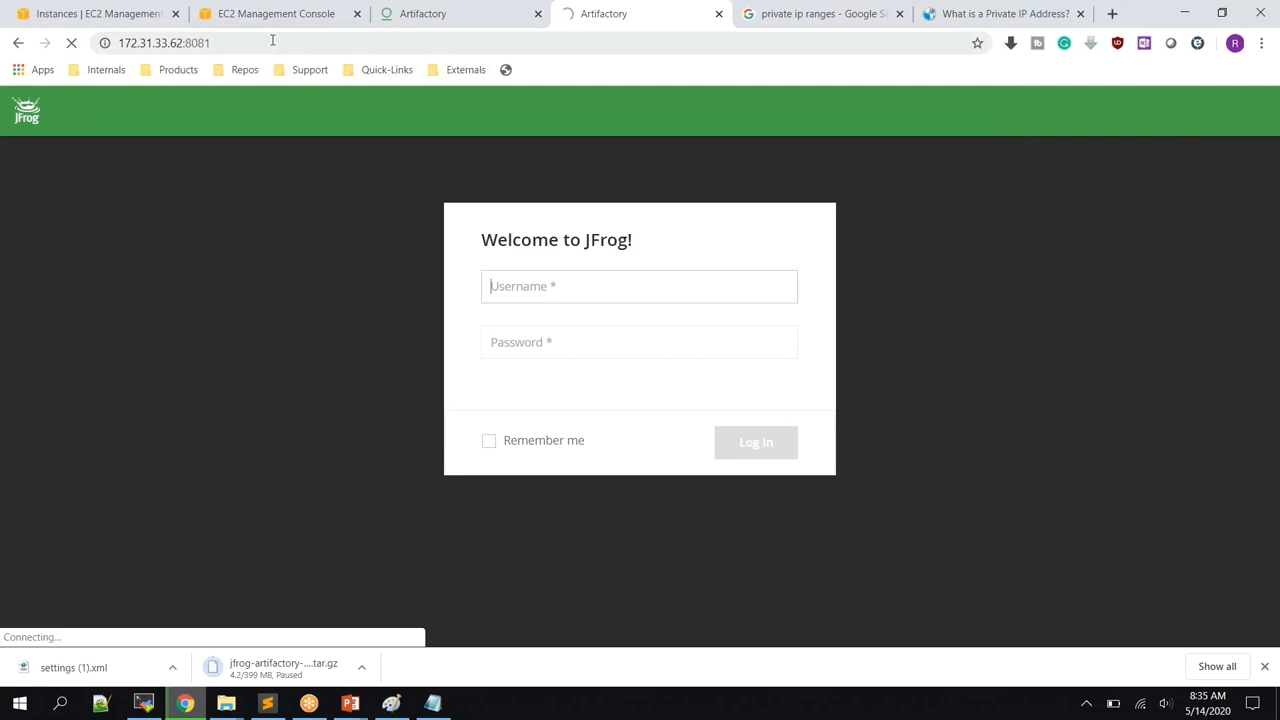 Instances | EC2 Management
EC2 Management Console
Artifactory
Artifactory
private ip ranges - Google Se
What is a Private IP Address?
172.31.33.62:8081
R
Apps
Internals
Products
Repos
Support
Quick-Links
Externals
JFrog
Welcome to JFrog!
Username *
Password *
Remember me
Log In
Connecting...
settings (1).xml
jfrog-artifactory-....tar.gz
4.2/399 MB, Paused
Show all
8:35 AM
5/14/2020